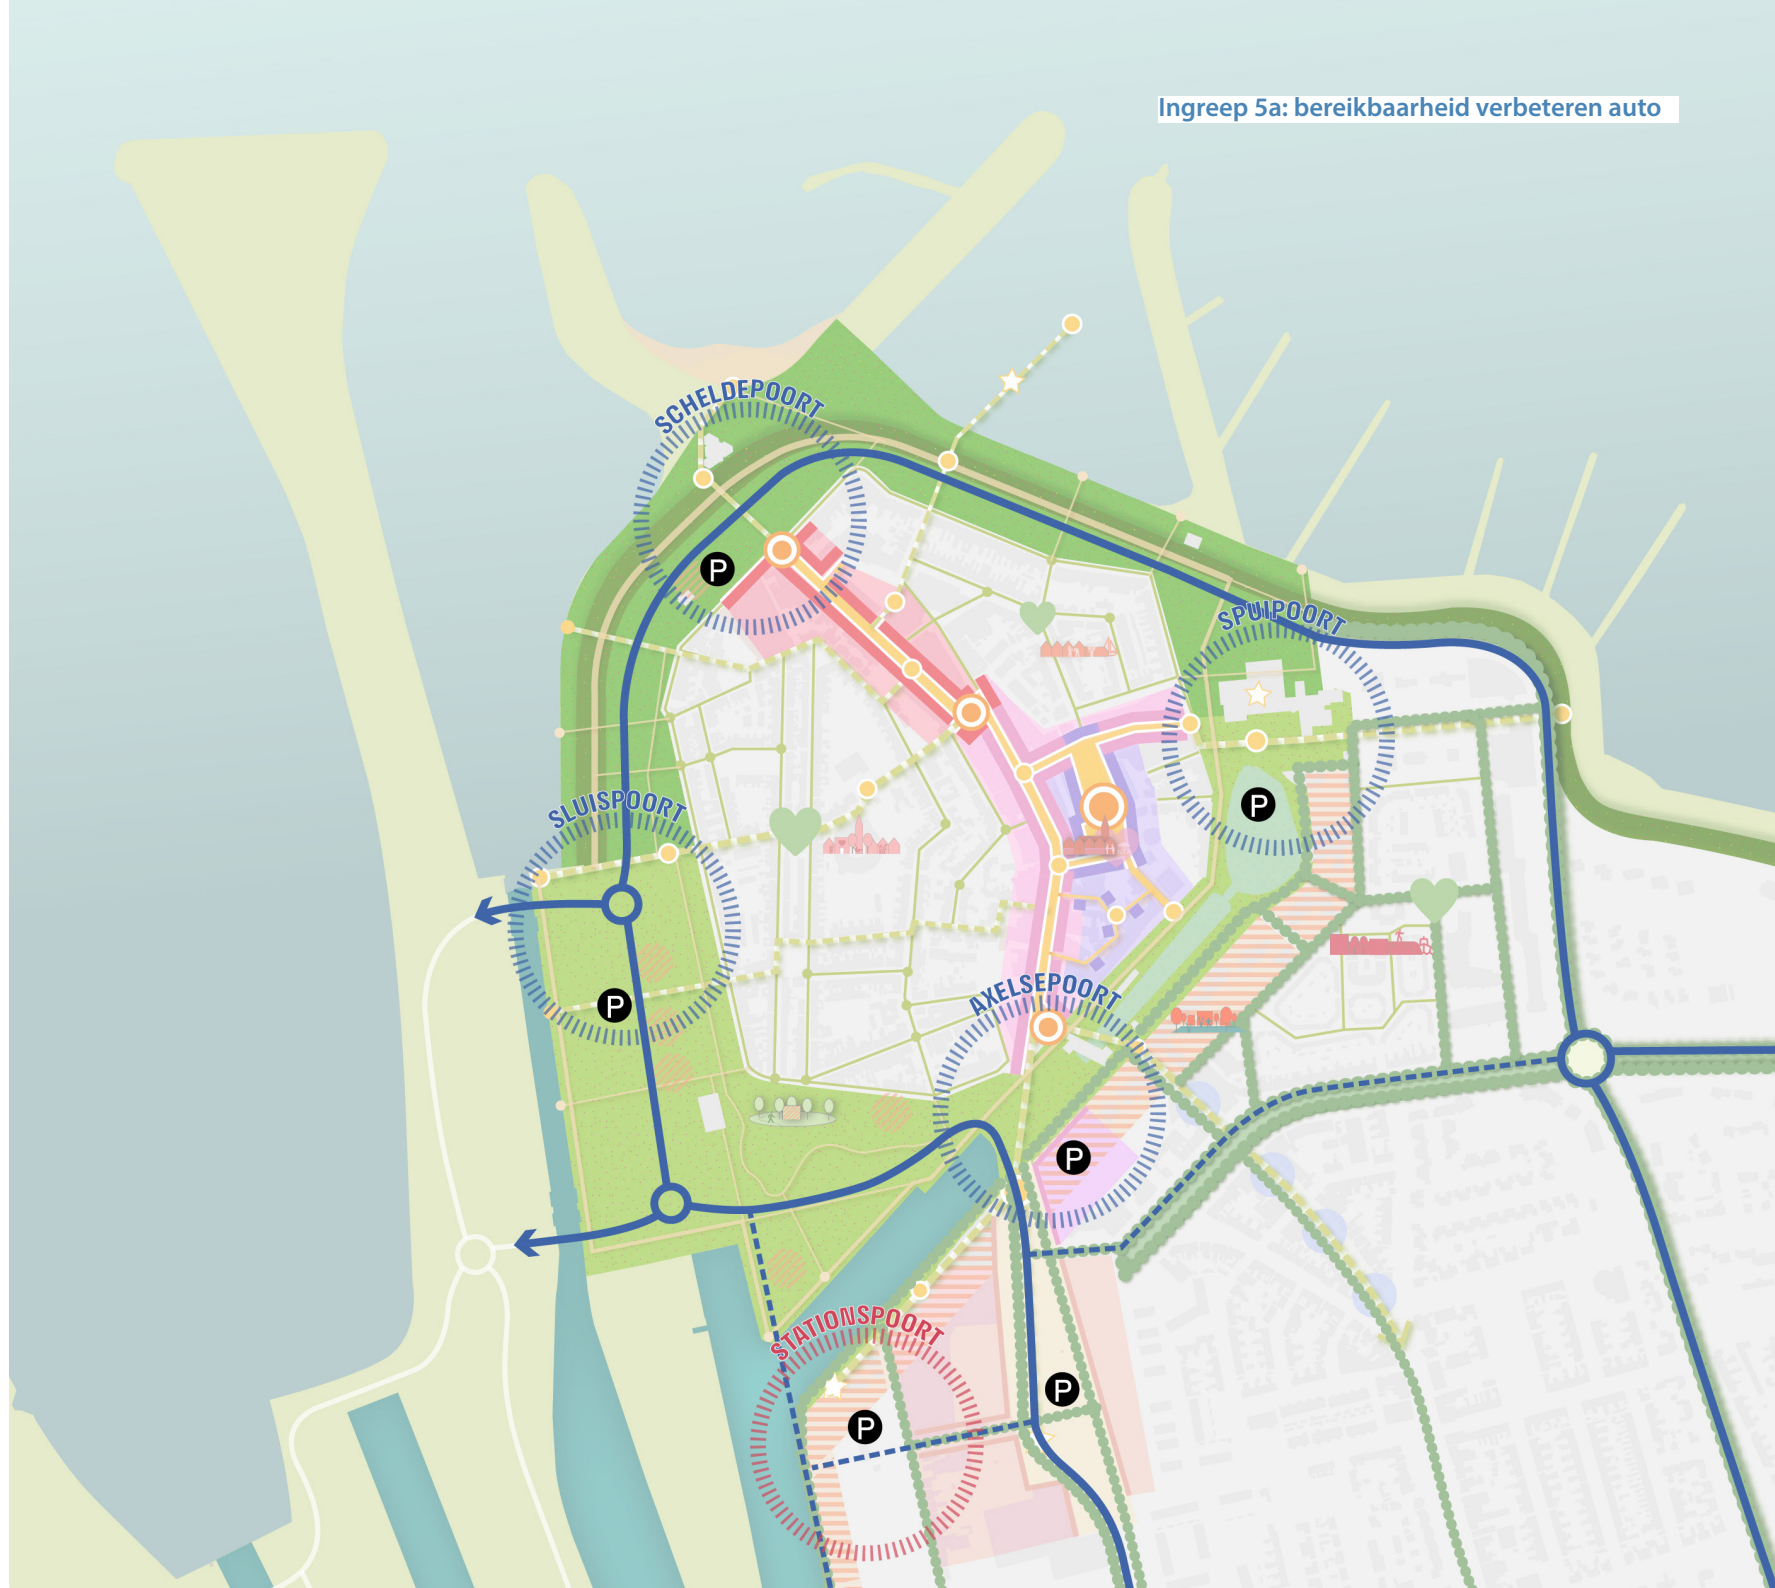 Ingreep 5a: bereikbaarheid verbeteren auto
SCHELDEPOORT
P
SPUIPOORT
P
SLUISPOORT
P
AXELSEPOORT
P
STATIONSPOORT
P
P